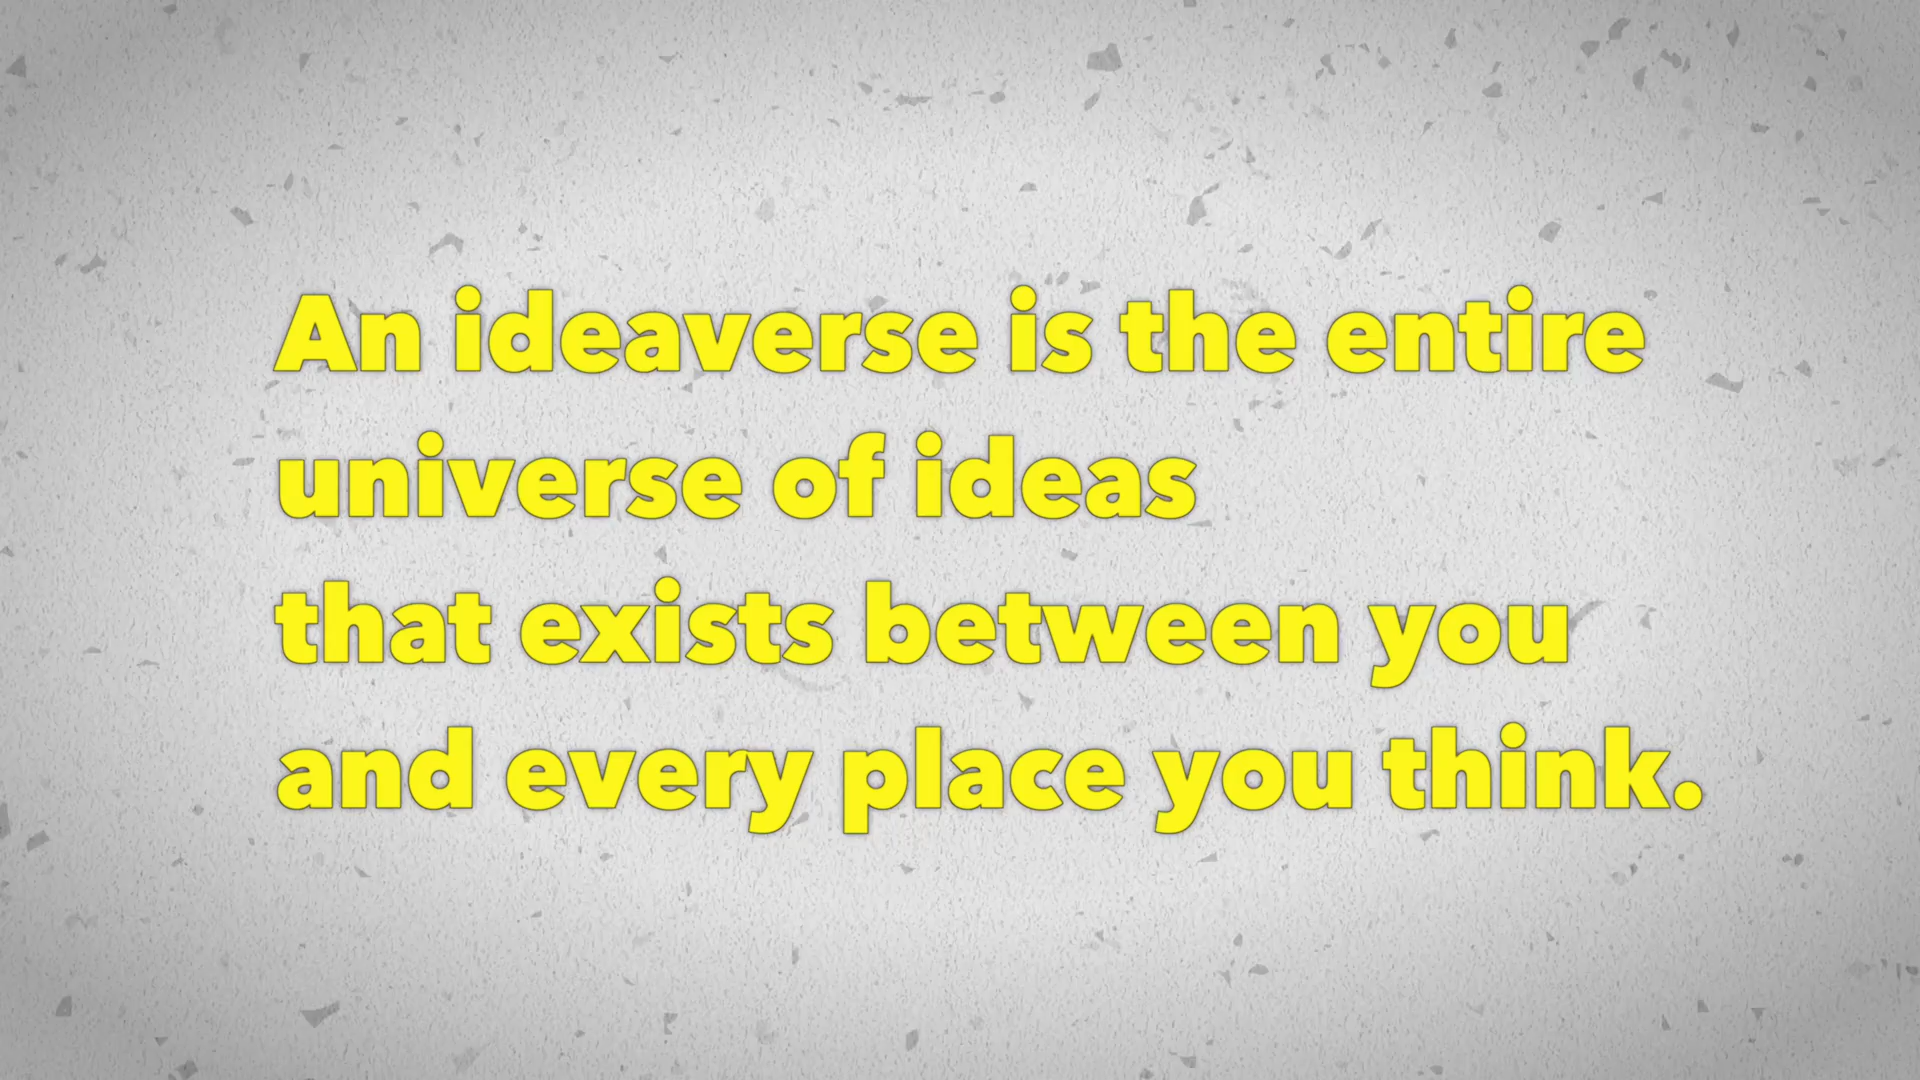 An ideaverse is the entire
universe of ideas
that exists between you
and every place you think.